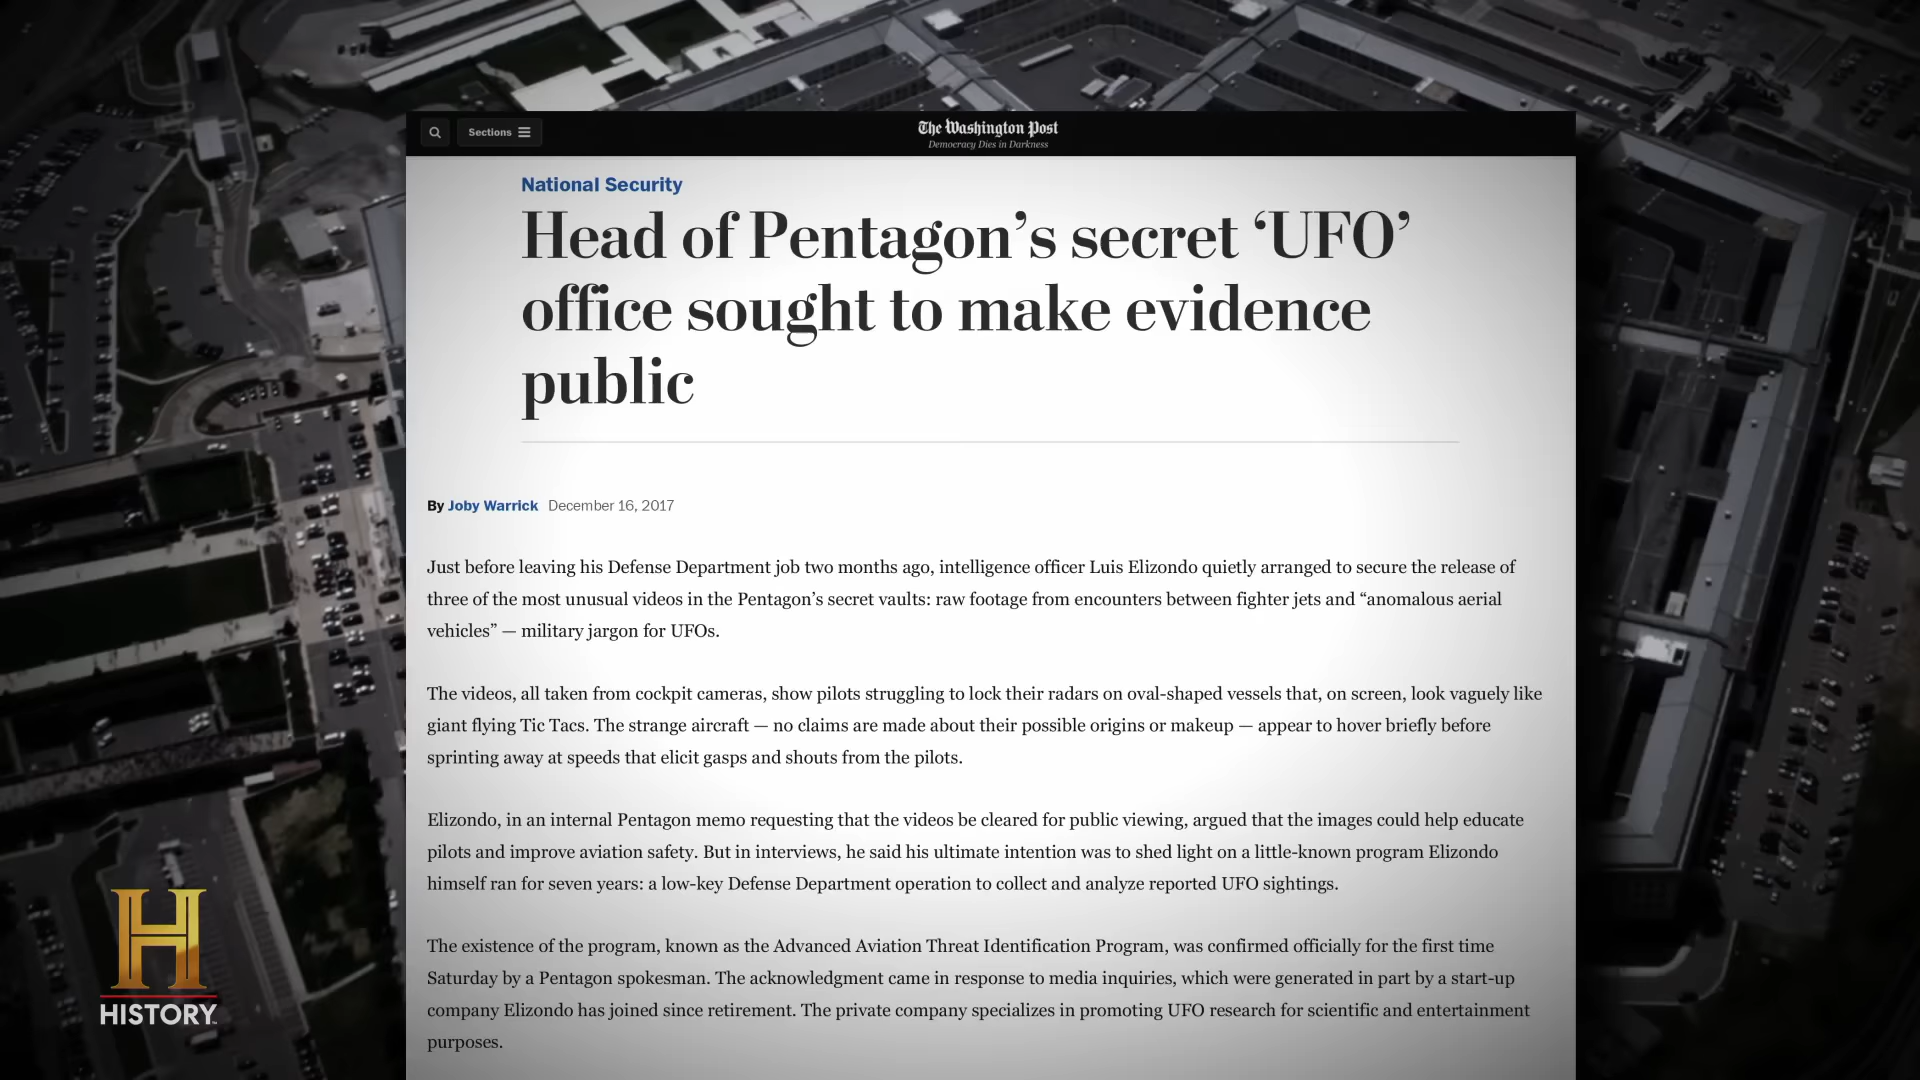 Sections
The Washington Post
Democracy Dies in Darkness
National Security
Head of Pentagon’s secret ‘UFO’
office sought to make evidence
public
By Joby Warrick December 16, 2017
Just before leaving his Defense Department job two months ago, intelligence officer Luis Elizondo quietly arranged to secure the release of
three of the most unusual videos in the Pentagon’s secret vaults: raw footage from encounters between fighter jets and “anomalous aerial
vehicles” — military jargon for UFOs.
The videos, all taken from cockpit cameras, show pilots struggling to lock their radars on oval-shaped vessels that, on screen, look vaguely like
giant flying Tic Tacs. The strange aircraft — no claims are made about their possible origins or makeup — appear to hover briefly before
sprinting away at speeds that elicit gasps and shouts from the pilots.
Elizondo, in an internal Pentagon memo requesting that the videos be cleared for public viewing, argued that the images could help educate
pilots and improve aviation safety. But in interviews, he said his ultimate intention was to shed light on a little-known program Elizondo
himself ran for seven years: a low-key Defense Department operation to collect and analyze reported UFO sightings.
The existence of the program, known as the Advanced Aviation Threat Identification Program, was confirmed officially for the first time
Saturday by a Pentagon spokesman. The acknowledgment came in response to media inquiries, which were generated in part by a start-up
company Elizondo has joined since retirement. The private company specializes in promoting UFO research for scientific and entertainment
purposes.
H
HISTORY